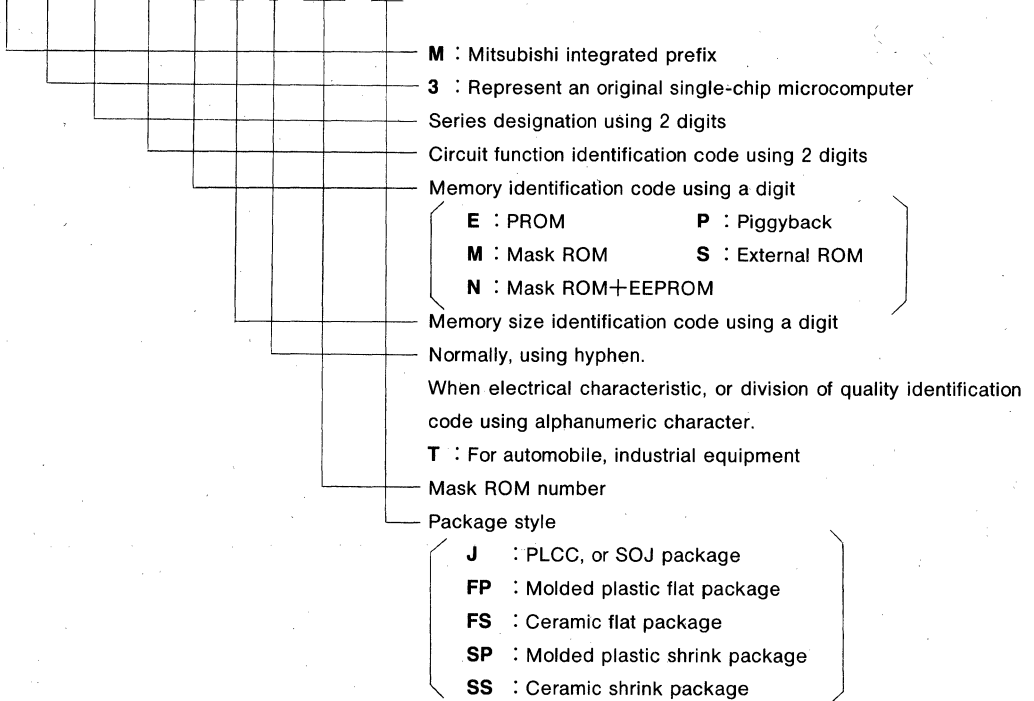 M : Mitsubishi integrated prefix
3 : Represent an original single-chip microcomputer
Series designation using 2 digits
Circuit function identification code using 2 digits
Memory identification code using a digit
E : PROM P : Piggyback
M : Mask ROM S : External ROM
N : Mask ROM+EEPROM
Memory size identification code using a digit
Normally, using hyphen.
When electrical characteristic, or division of quality identification
code using alphanumeric character.
T : For automobile, industrial equipment
Mask ROM number
Package style
J : PLCC, or SOJ package
FP : Molded plastic flat package
FS : Ceramic flat package
SP : Molded plastic shrink package
SS : Ceramic shrink package